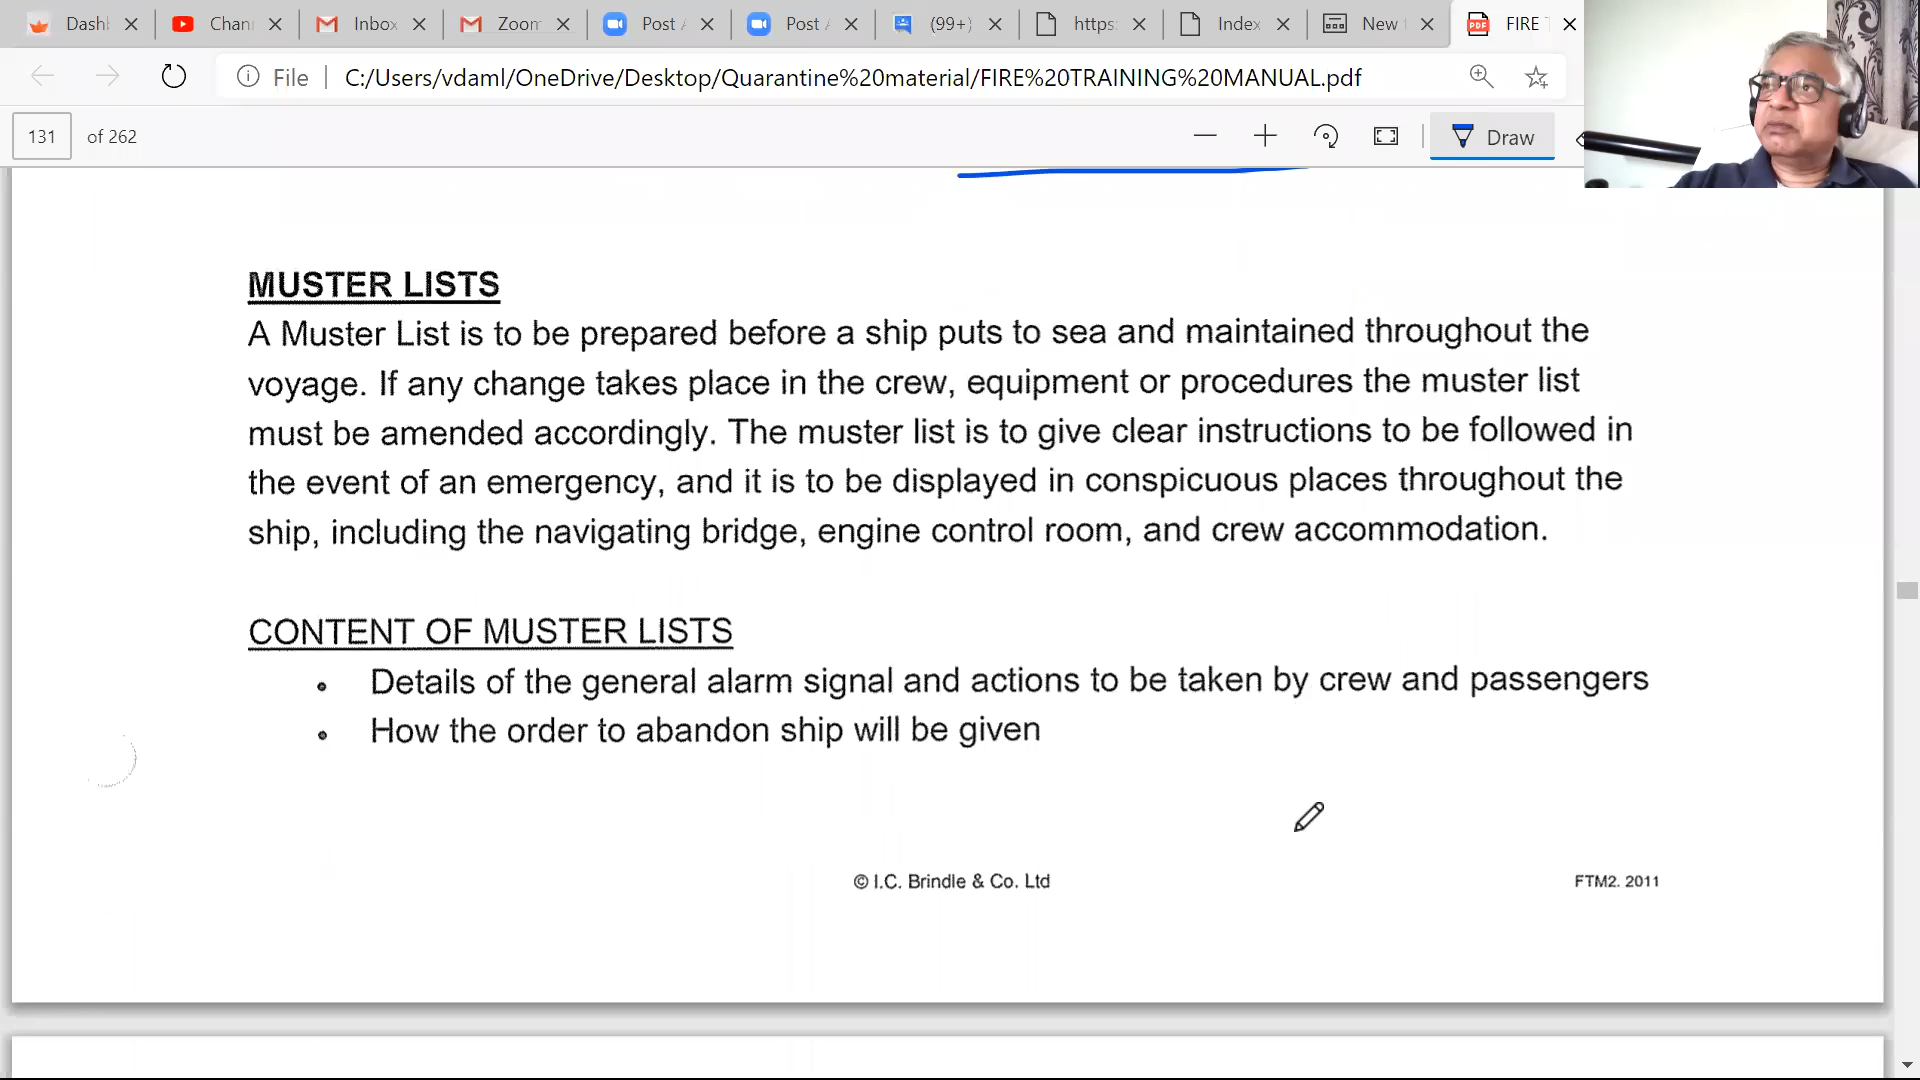 Dash
Chan
Inbox
Zoom
Post
Post
(99+)
https:
Index
New
FIRE
File
C:/Users/vdaml/OneDrive/Desktop/Quarantine%20material/FIRE%20TRAINING%20MANUAL.pdf
131 of 262
Draw
MUSTER LISTS
A Muster List is to be prepared before a ship puts to sea and maintained throughout the
voyage. If any change takes place in the crew, equipment or procedures the muster list
must be amended accordingly. The muster list is to give clear instructions to be followed in
the event of an emergency, and it is to be displayed in conspicuous places throughout the
ship, including the navigating bridge, engine control room, and crew accommodation.
CONTENT OF MUSTER LISTS
• Details of the general alarm signal and actions to be taken by crew and passengers
• How the order to abandon ship will be given
© I.C. Brindle & Co. Ltd
FTM2. 2011